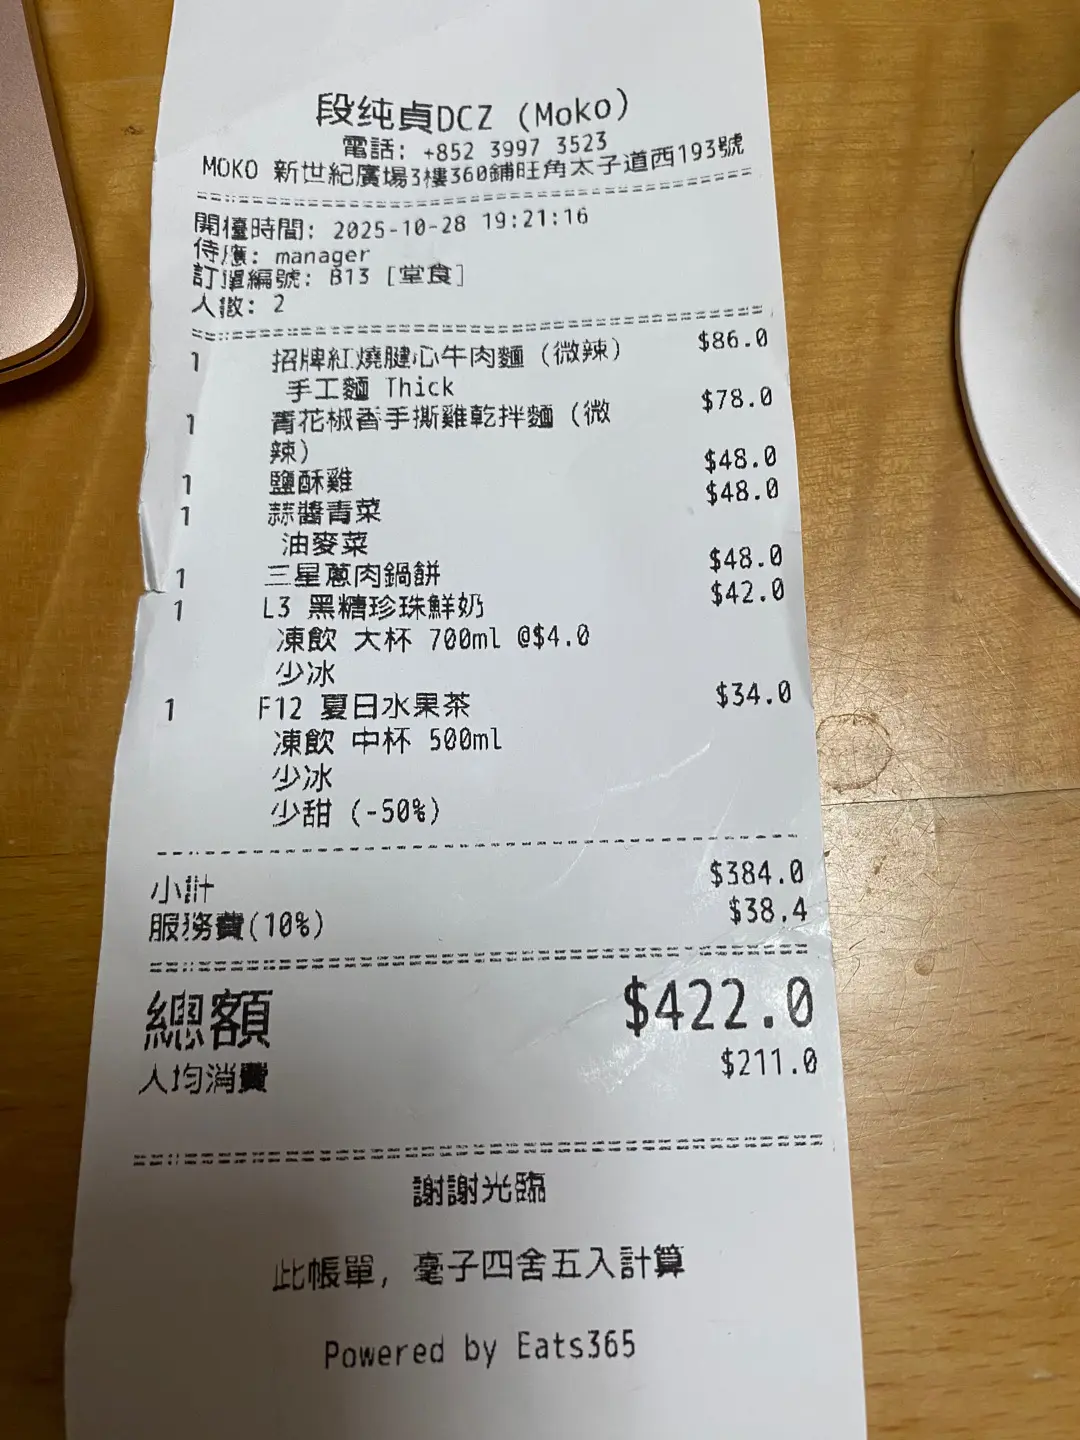 段纯貞DCZ (Moko)
電話: +852 3997 3523
MOKO 新世紀廣場3樓360鋪旺角太子道西193號
開檯時間: 2025-10-28 19:21:16
侍應: manager
訂單編號: B13 [堂食]
人數: 2
1 招牌紅燒腱心牛肉麵 (微辣) $86.0
手工麵 Thick
1 青花椒香手撕雞乾拌麵 (微 $78.0
辣)
1 鹽酥雞 $48.0
1 蒜醬青菜 $48.0
油麥菜
1 三星蔥肉鍋餅 $48.0
1 L3 黑糖珍珠鮮奶 $42.0
凍飲 大杯 700ml @$4.0
少冰
1 F12 夏日水果茶 $34.0
凍飲 中杯 500ml
少冰
少甜 (-50%)
小計 $384.0
服務費(10%) $38.4
總額 $422.0
人均消費 $211.0
謝謝光臨
此帳單, 毫子四舍五入計算
Powered by Eats365